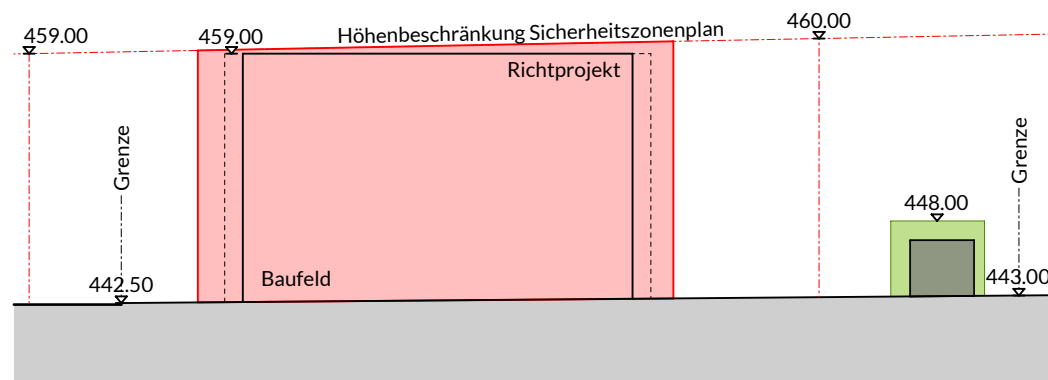 459.00
459.00
Höhenbeschränkung Sicherheitszonenplan
460.00
Richtprojekt
Grenze
Grenze
448.00
Baufeld
442.50
443.00